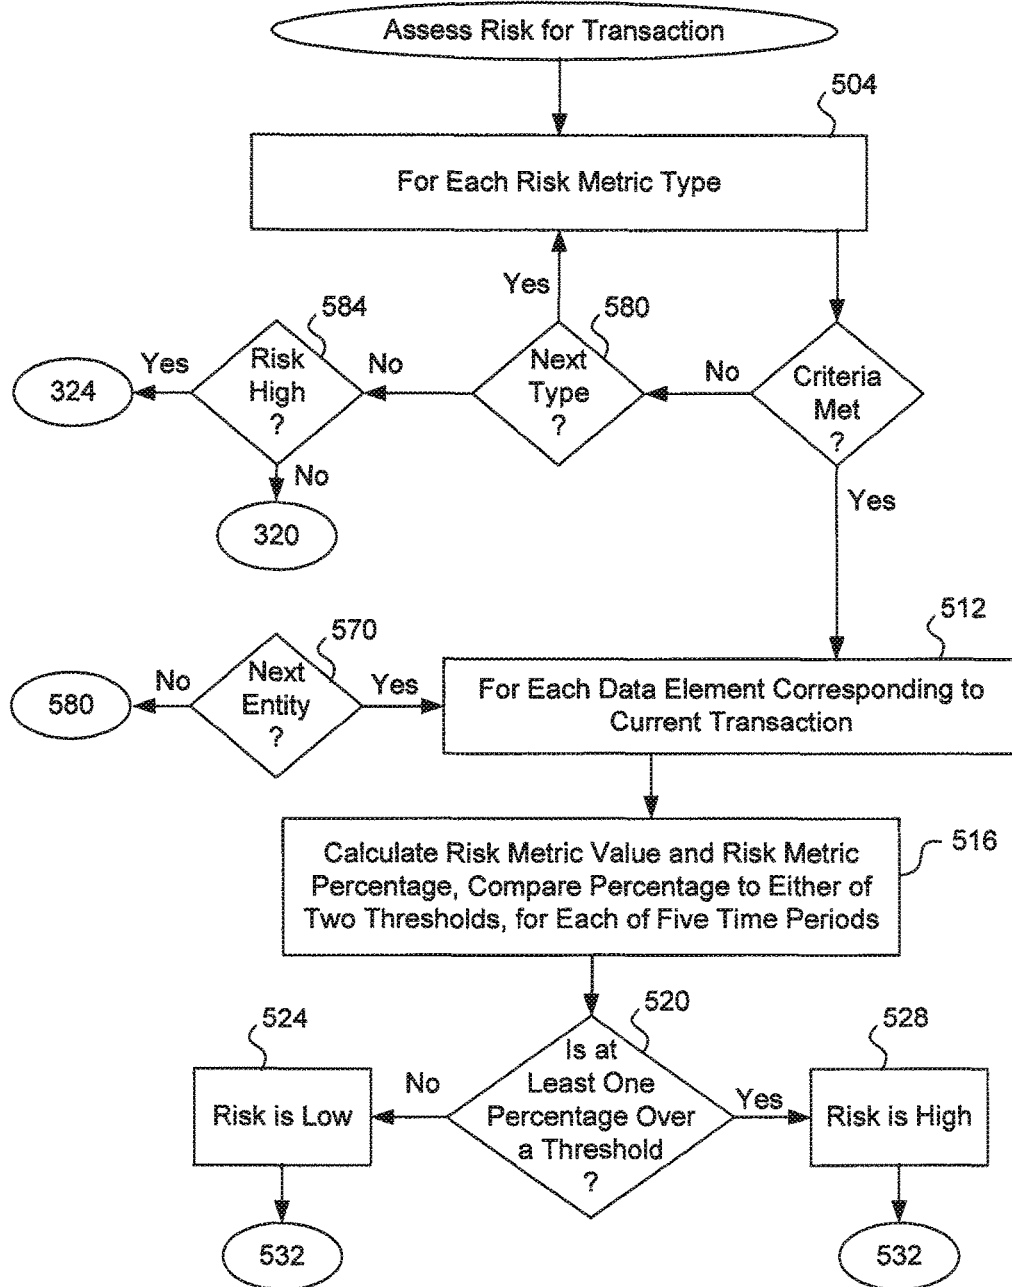 Assess Risk for Transaction
504
For Each Risk Metric Type
Yes
584
580
Yes
Risk
High
?
No
Next
Type
?
No
Criteria
Met
?
324
No
320
Yes
512
570
580
No
Next
Entity
?
Yes
For Each Data Element Corresponding to
Current Transaction
516
Calculate Risk Metric Value and Risk Metric
Percentage, Compare Percentage to Either of
Two Thresholds, for Each of Five Time Periods
524
520
528
Risk is Low
No
Is at
Least One
Percentage Over
a Threshold
?
Yes
Risk is High
532
532